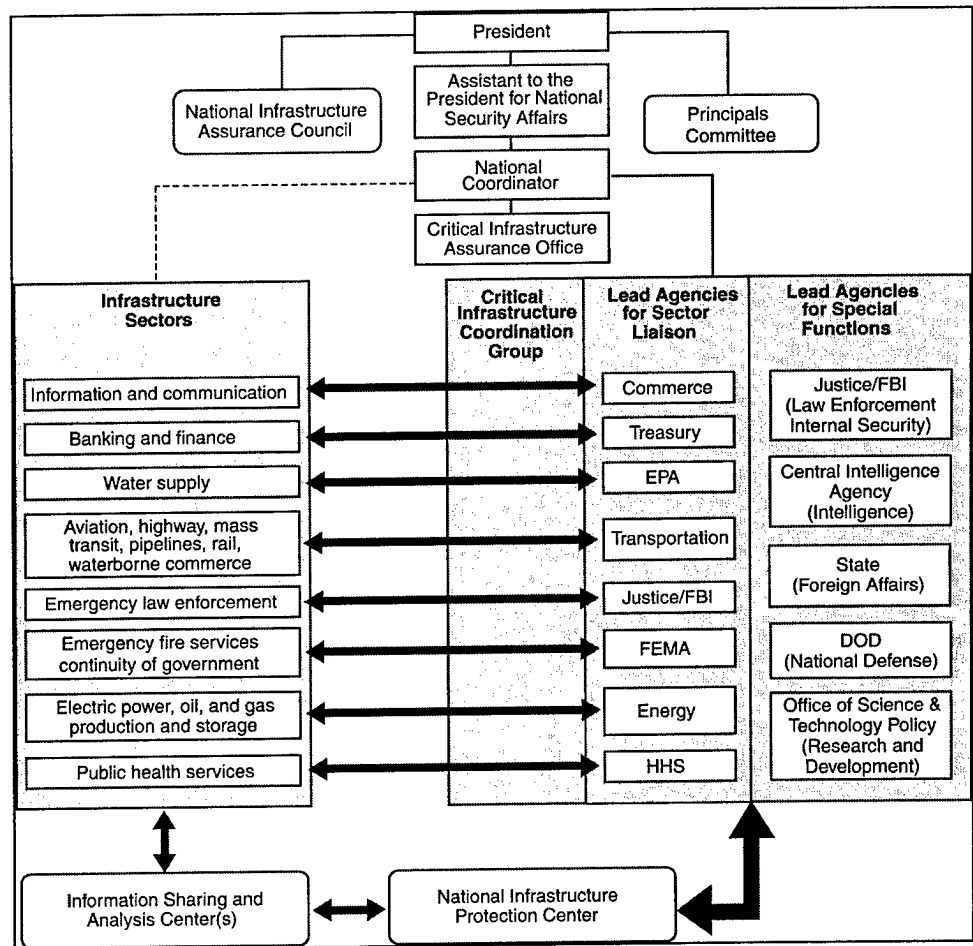 President
Assistant to the
President for National
Security Affairs
National Infrastructure
Assurance Council
Principals
Committee
National
Coordinator
Critical Infrastructure
Assurance Office
Infrastructure
Sectors
Information and communication
Banking and finance
Water supply
Aviation, highway, mass
transit, pipelines, rail,
waterborne commerce
Emergency law enforcement
Emergency fire services
continuity of government
Electric power, oil, and gas
production and storage
Public health services
Critical
Infrastructure
Coordination
Group
Lead Agencies
for Sector
Liaison
Commerce
Treasury
EPA
Transportation
Justice/FBI
FEMA
Energy
HHS
Lead Agencies
for Special
Functions
Justice/FBI
(Law Enforcement
Internal Security)
Central Intelligence
Agency
(Intelligence)
State
(Foreign Affairs)
DOD
(National Defense)
Office of Science &
Technology Policy
(Research and
Development)
Information Sharing and
Analysis Center(s)
National Infrastructure
Protection Center